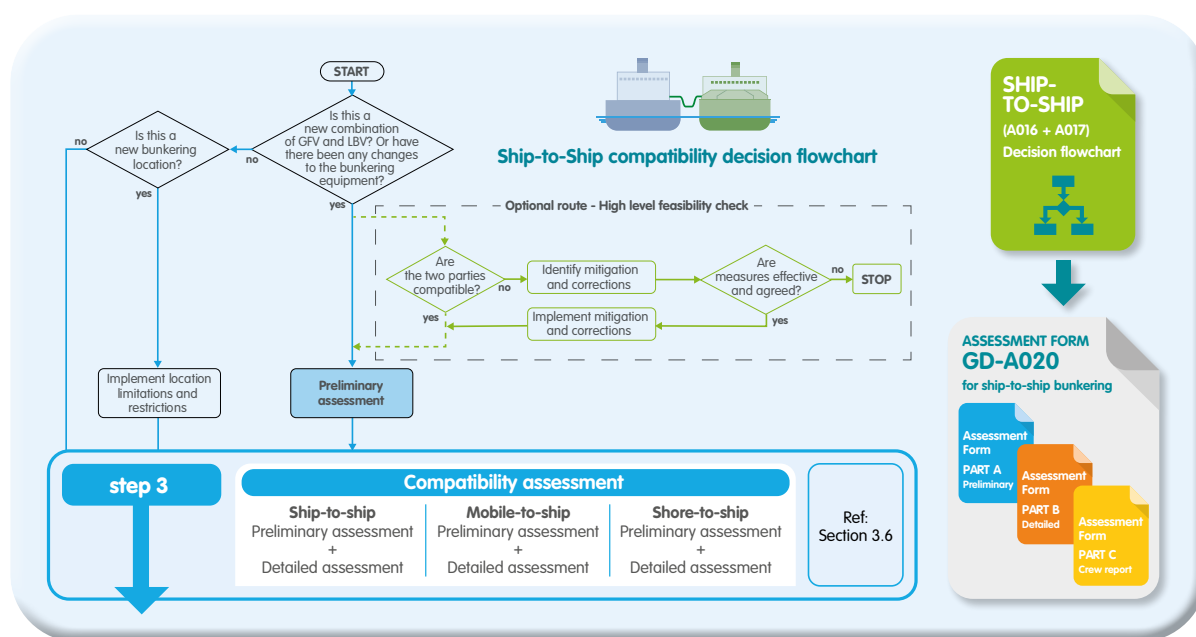 START
Is this a
new combination
of GFV and LBV? Or have
there been any changes
to the bunkering
equipment?
no
yes
Is this a
new bunkering
location?
no
yes
Ship-to-Ship compatibility decision flowchart
Optional route - High level feasibility check
Are
the two parties
compatible?
no
yes
Identify mitigation
and corrections
Are
measures effective
and agreed?
no
yes
STOP
Implement mitigation
and corrections
Implement location
limitations and
restrictions
Preliminary
assessment
step 3
Compatibility assessment
Ship-to-ship
Preliminary assessment
+
Detailed assessment
Mobile-to-ship
Preliminary assessment
+
Detailed assessment
Shore-to-ship
Preliminary assessment
+
Detailed assessment
Ref:
Section 3.6
SHIP-
TO-SHIP
(A016 + A017)
Decision flowchart
ASSESSMENT FORM
GD-A020
for ship-to-ship bunkering
Assessment
Form
PART A
Preliminary
Assessment
Form
PART B
Detailed
Assessment
Form
PART C
Crew report